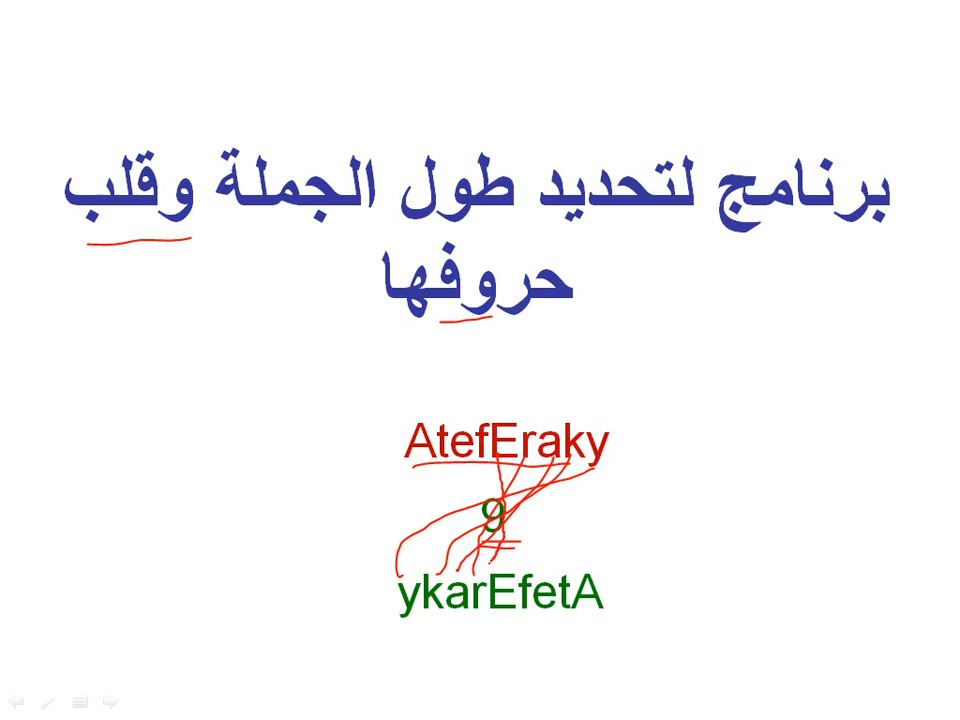 برنامج لتحديد طول الجملة وقلب
حروفها
AtefEraky
9
ykarEfetA